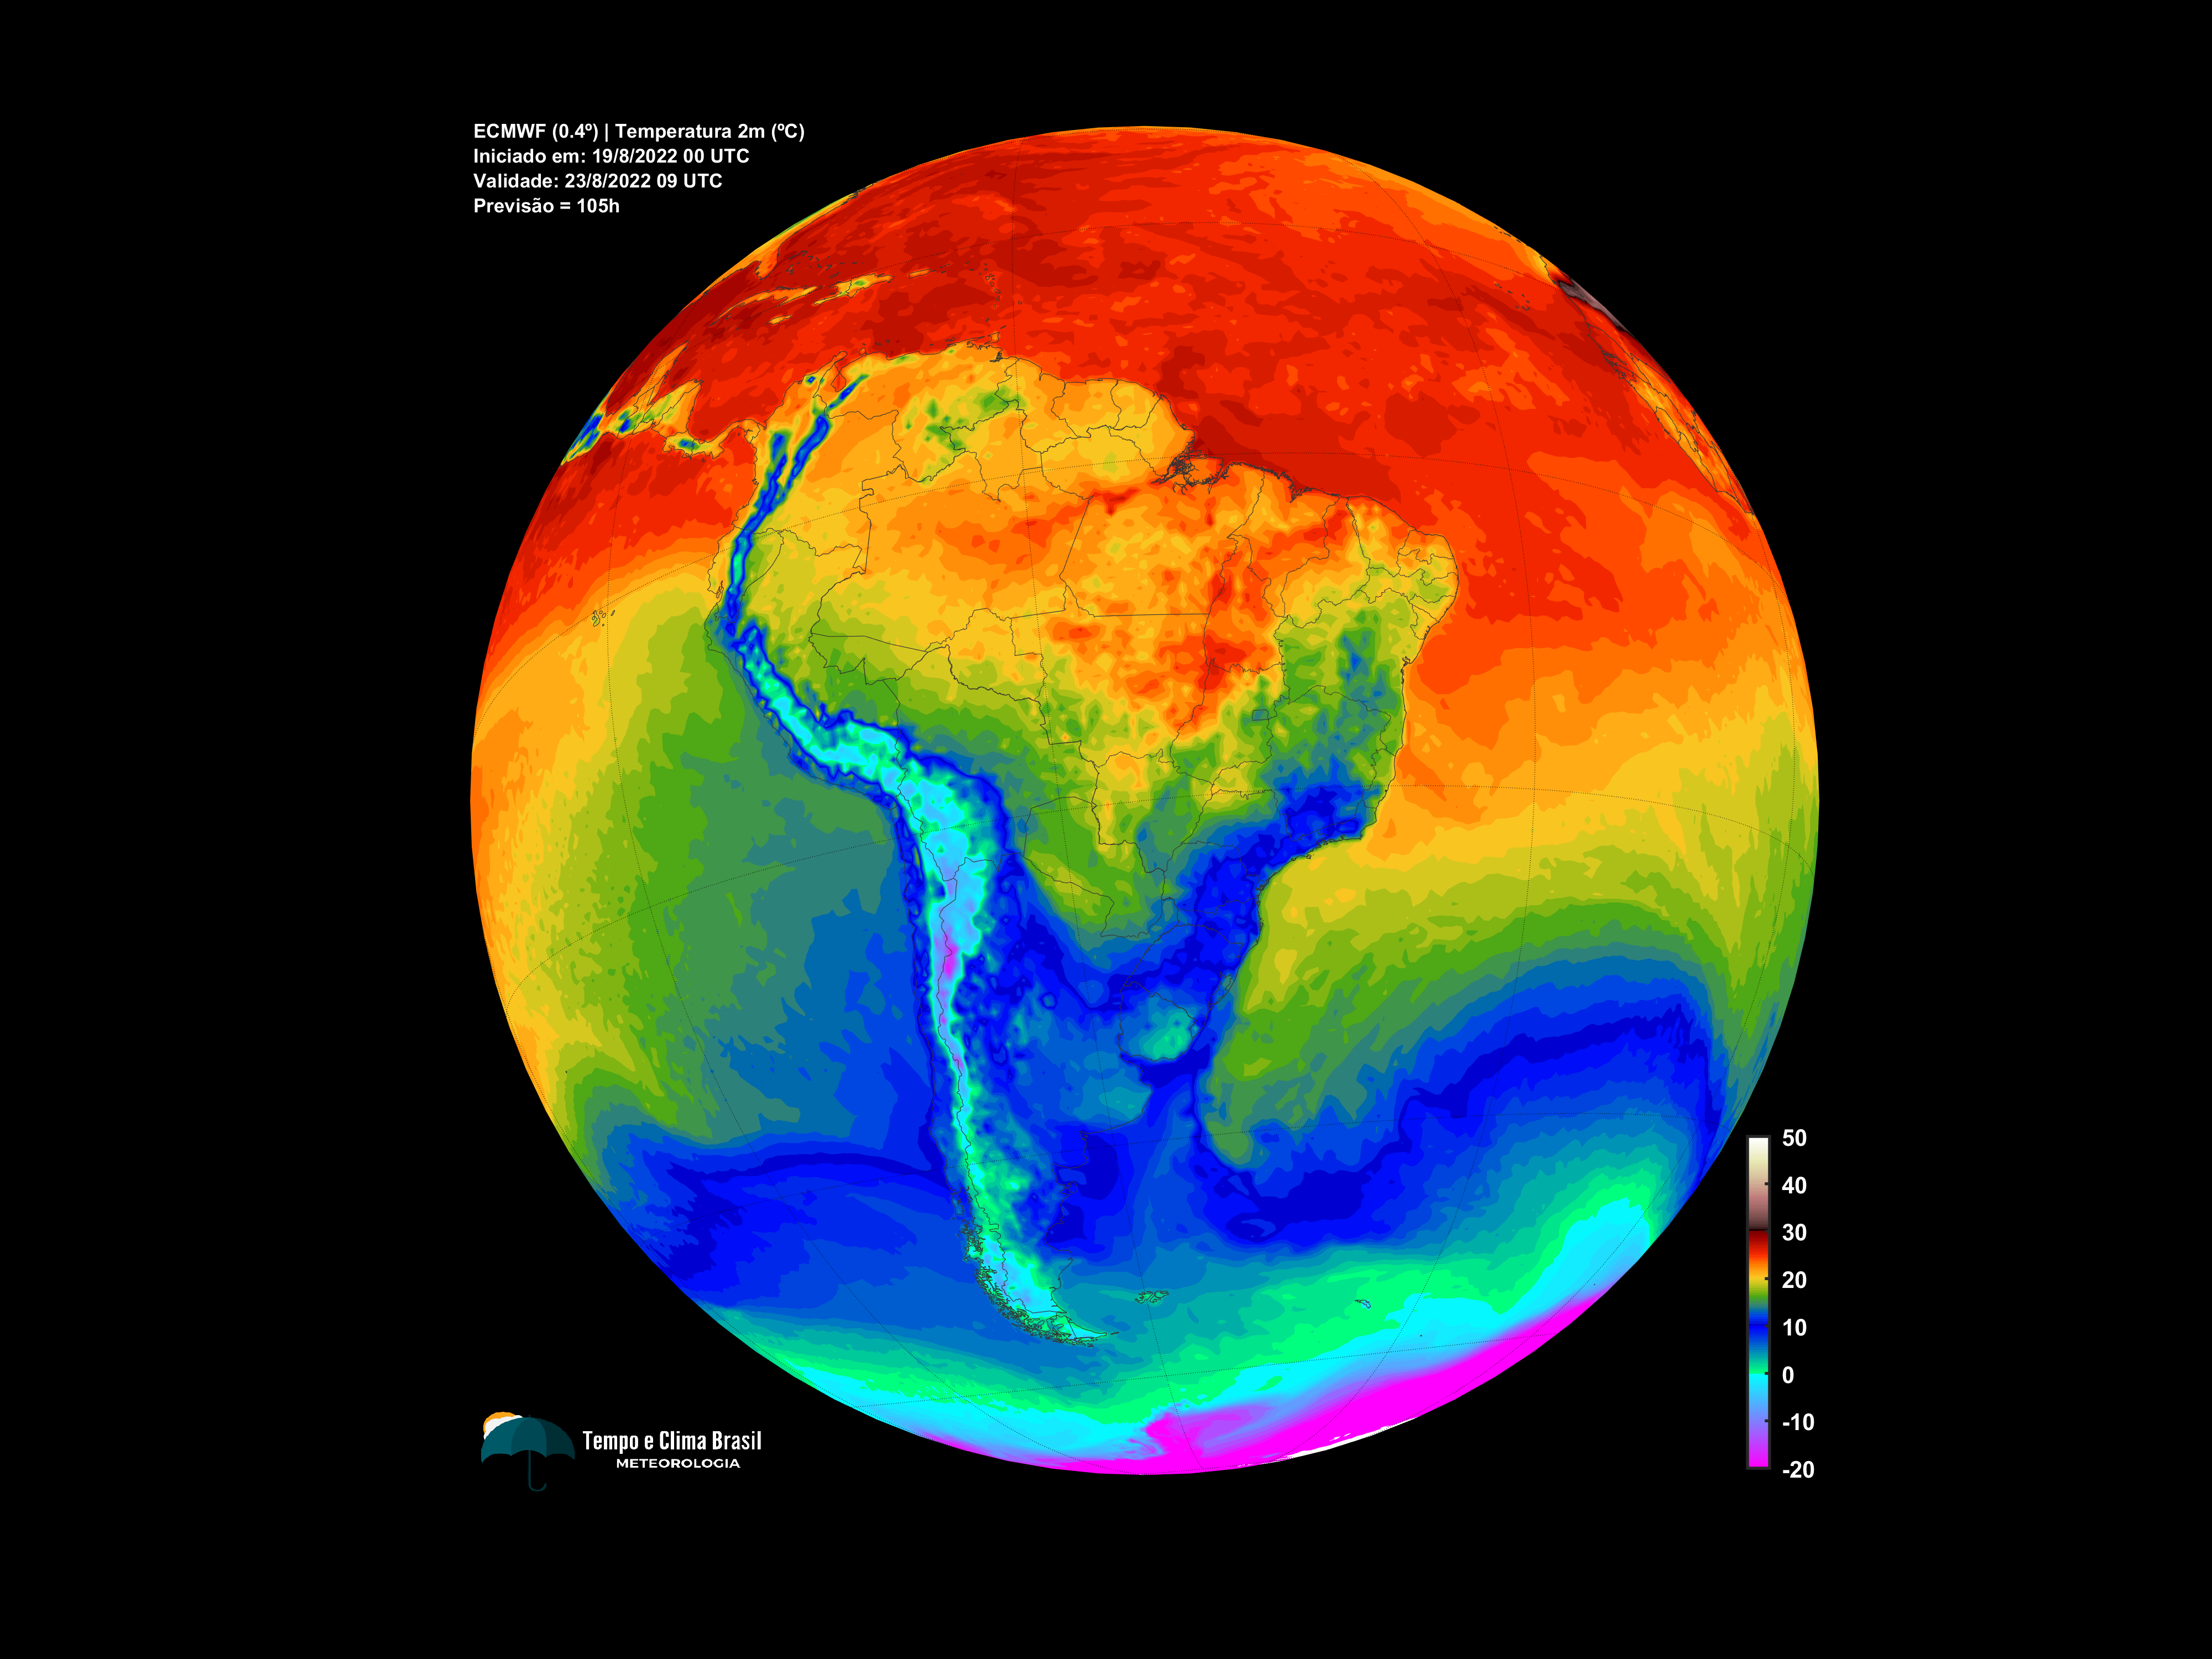 ECMWF (0.4º) | Temperatura 2m (ºC)
Iniciado em: 19/8/2022 00 UTC
Validade: 23/8/2022 09 UTC
Previsão = 105h
50
40
30
20
10
0
-10
-20
Tempo e Clima Brasil
METEOROLOGIA